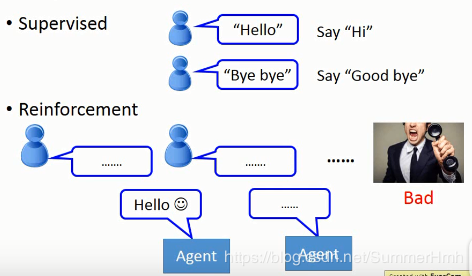 • Supervised
"Hello"
Say "Hi"
"Bye bye"
Say "Good bye"
• Reinforcement
.......
.......
......
Bad
Hello ☺
......
Agent
Agent
https://blog.csdn.net/SummerHmh